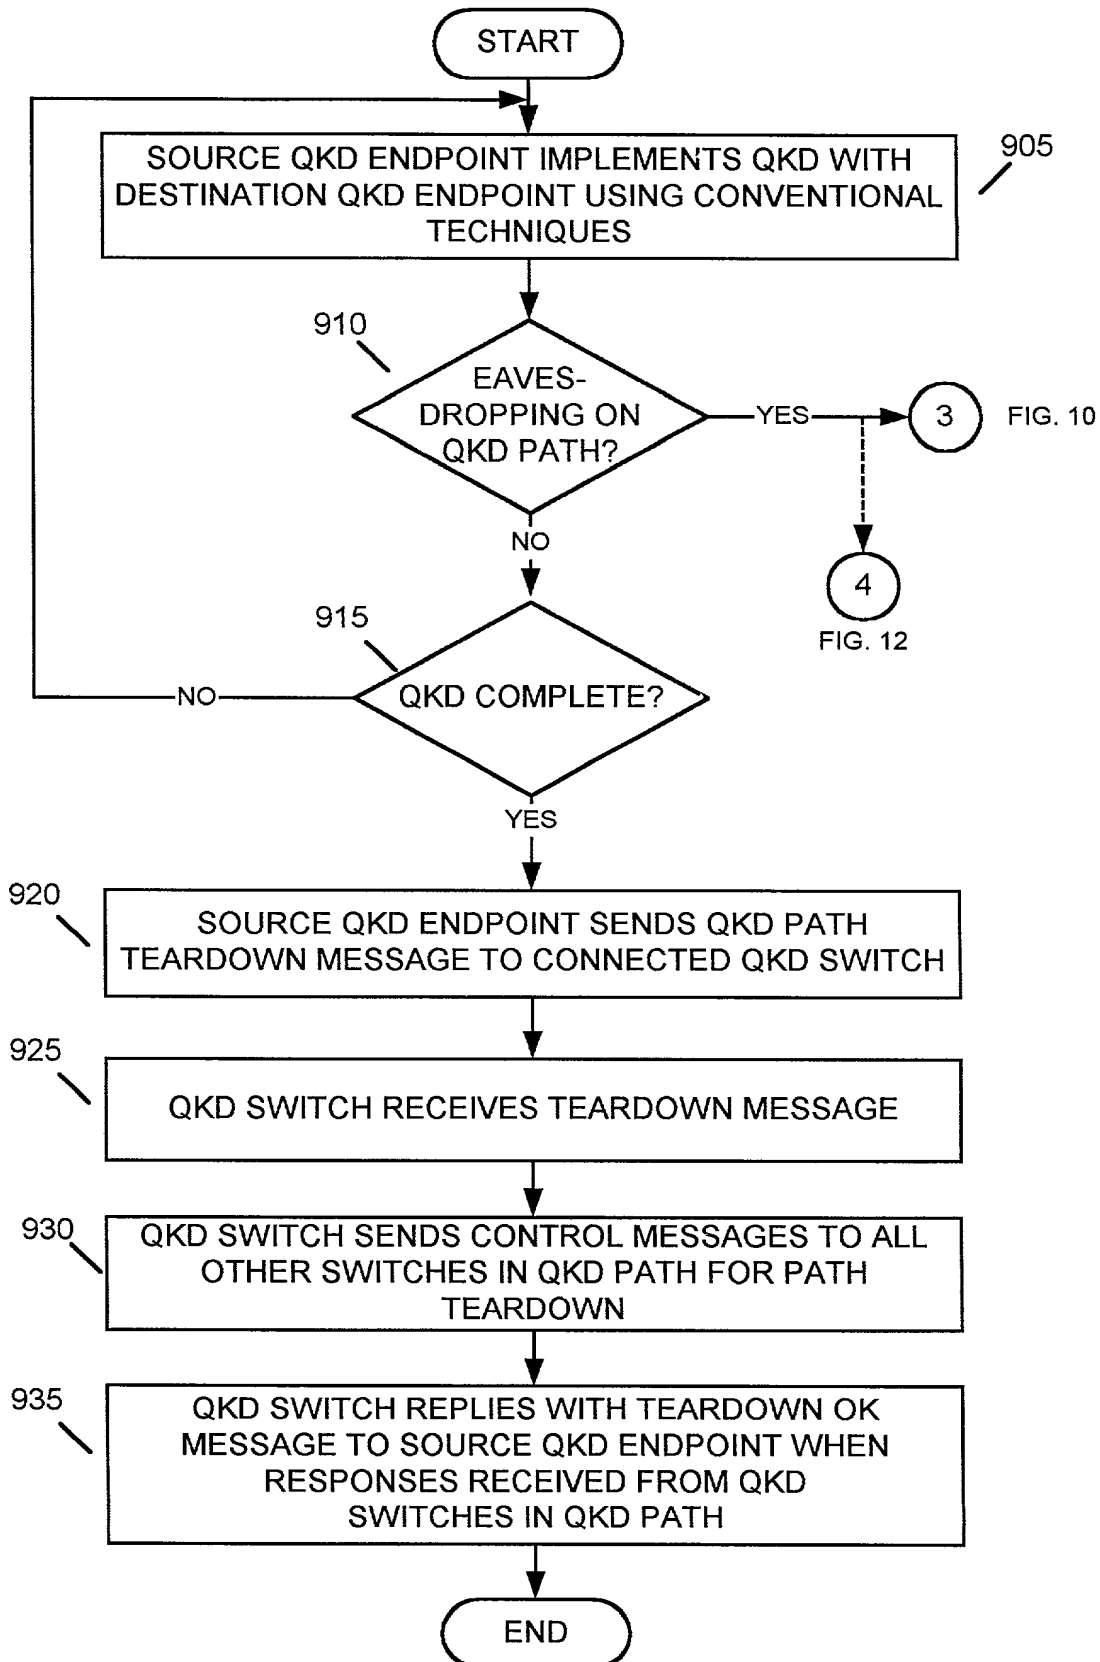 START
SOURCE QKD ENDPOINT IMPLEMENTS QKD WITH
DESTINATION QKD ENDPOINT USING CONVENTIONAL
TECHNIQUES
905
910
EAVES-
DROPPING ON
QKD PATH?
YES
3
FIG. 10
NO
4
FIG. 12
915
QKD COMPLETE?
NO
YES
920
SOURCE QKD ENDPOINT SENDS QKD PATH
TEARDOWN MESSAGE TO CONNECTED QKD SWITCH
925
QKD SWITCH RECEIVES TEARDOWN MESSAGE
930
QKD SWITCH SENDS CONTROL MESSAGES TO ALL
OTHER SWITCHES IN QKD PATH FOR PATH
TEARDOWN
935
QKD SWITCH REPLIES WITH TEARDOWN OK
MESSAGE TO SOURCE QKD ENDPOINT WHEN
RESPONSES RECEIVED FROM QKD
SWITCHES IN QKD PATH
END